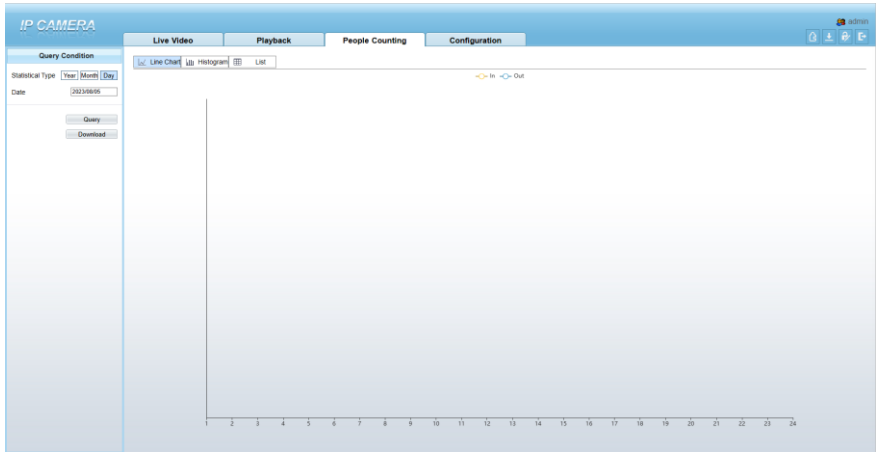 IP CAMERA
admin
Live Video
Playback
People Counting
Configuration
Query Condition
Statistical Type Year Month Day
Date 2023/08/05
Query
Download
Line Chart Histogram List
In Out
1 2 3 4 5 6 7 8 9 10 11 12 13 14 15 16 17 18 19 20 21 22 23 24